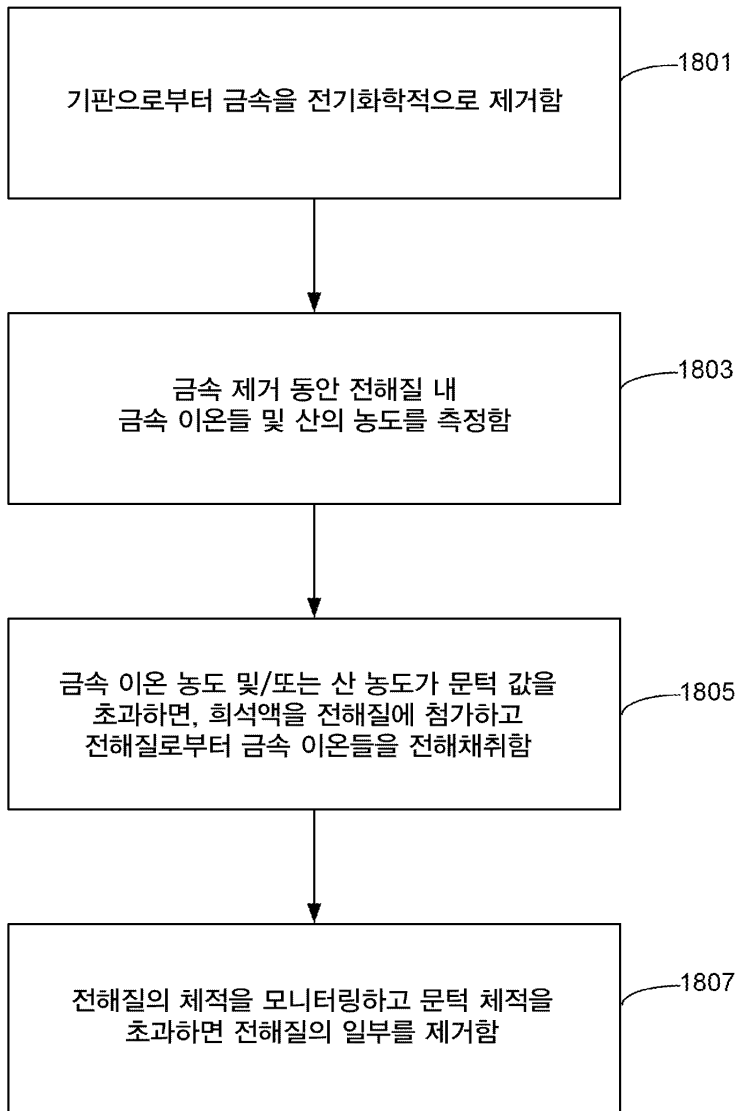 기판으로부터 금속을 전기화학적으로 제거함
1801
금속 제거 동안 전해질 내
금속 이온들 및 산의 농도를 측정함
1803
금속 이온 농도 및/또는 산 농도가 문턱 값을
초과하면, 희석액을 전해질에 첨가하고
전해질로부터 금속 이온들을 전해채취함
1805
전해질의 체적을 모니터링하고 문턱 체적을
초과하면 전해질의 일부를 제거함
1807